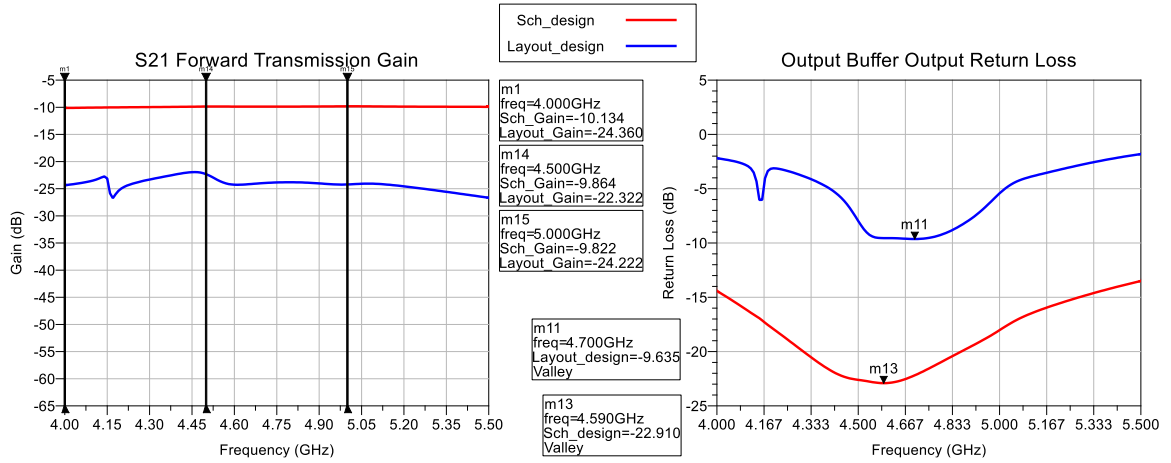 Sch_design
Layout_design
S21 Forward Transmission Gain
m1
m14
m15
-5
-10
-15
-20
-25
-30
-35
-40
-45
-50
-55
-60
-65
Gain (dB)
4.00
4.15
4.30
4.45
4.60
4.75
4.90
5.05
5.20
5.35
5.50
Frequency (GHz)
m1
freq=4.000GHz
Sch_Gain=-10.134
Layout_Gain=-24.360
m14
freq=4.500GHz
Sch_Gain=-9.864
Layout_Gain=-22.322
m15
freq=5.000GHz
Sch_Gain=-9.822
Layout_Gain=-24.222
m11
freq=4.700GHz
Layout_design=-9.635
Valley
m13
freq=4.590GHz
Sch_design=-22.910
Valley
Output Buffer Output Return Loss
5
0
-5
-10
-15
-20
-25
Return Loss (dB)
m11
m13
4.000
4.167
4.333
4.500
4.667
4.833
5.000
5.167
5.333
5.500
Frequency (GHz)